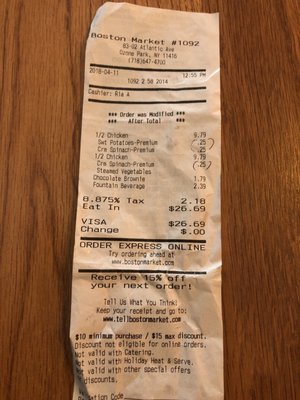 Boston Market #1092
83-02 Atlantic Ave
Ozone Park, NY 11416
(718)647-4700
2018-04-11 12:55 PM
1092 2 58 2014
Cashier: Ria A
*** Order was Modified ***
*** After Total ***
1/2 Chicken 9.79
Swt Potatoes-Premium .25
Crm Spinach-Premium .25
1/2 Chicken 9.79
Crm Spinach-Premium .25
Steamed Vegetables
Chocolate Brownie 1.79
Fountain Beverage 2.39
8.875% Tax 2.18
Eat In $26.69
VISA $26.69
Change $.00
ORDER EXPRESS ONLINE
Try ordering ahead at
www.bostonmarket.com
Receive 15% off
your next order!
Tell Us What You Think!
Keep your receipt and go to:
www.tellbostonmarket.com
$10 minimum purchase / $15 max discount.
Discount not eligible for online orders.
Not valid with Catering.
Not valid with Holiday Heat & Serve.
Not valid with other special offers
discounts.
Code